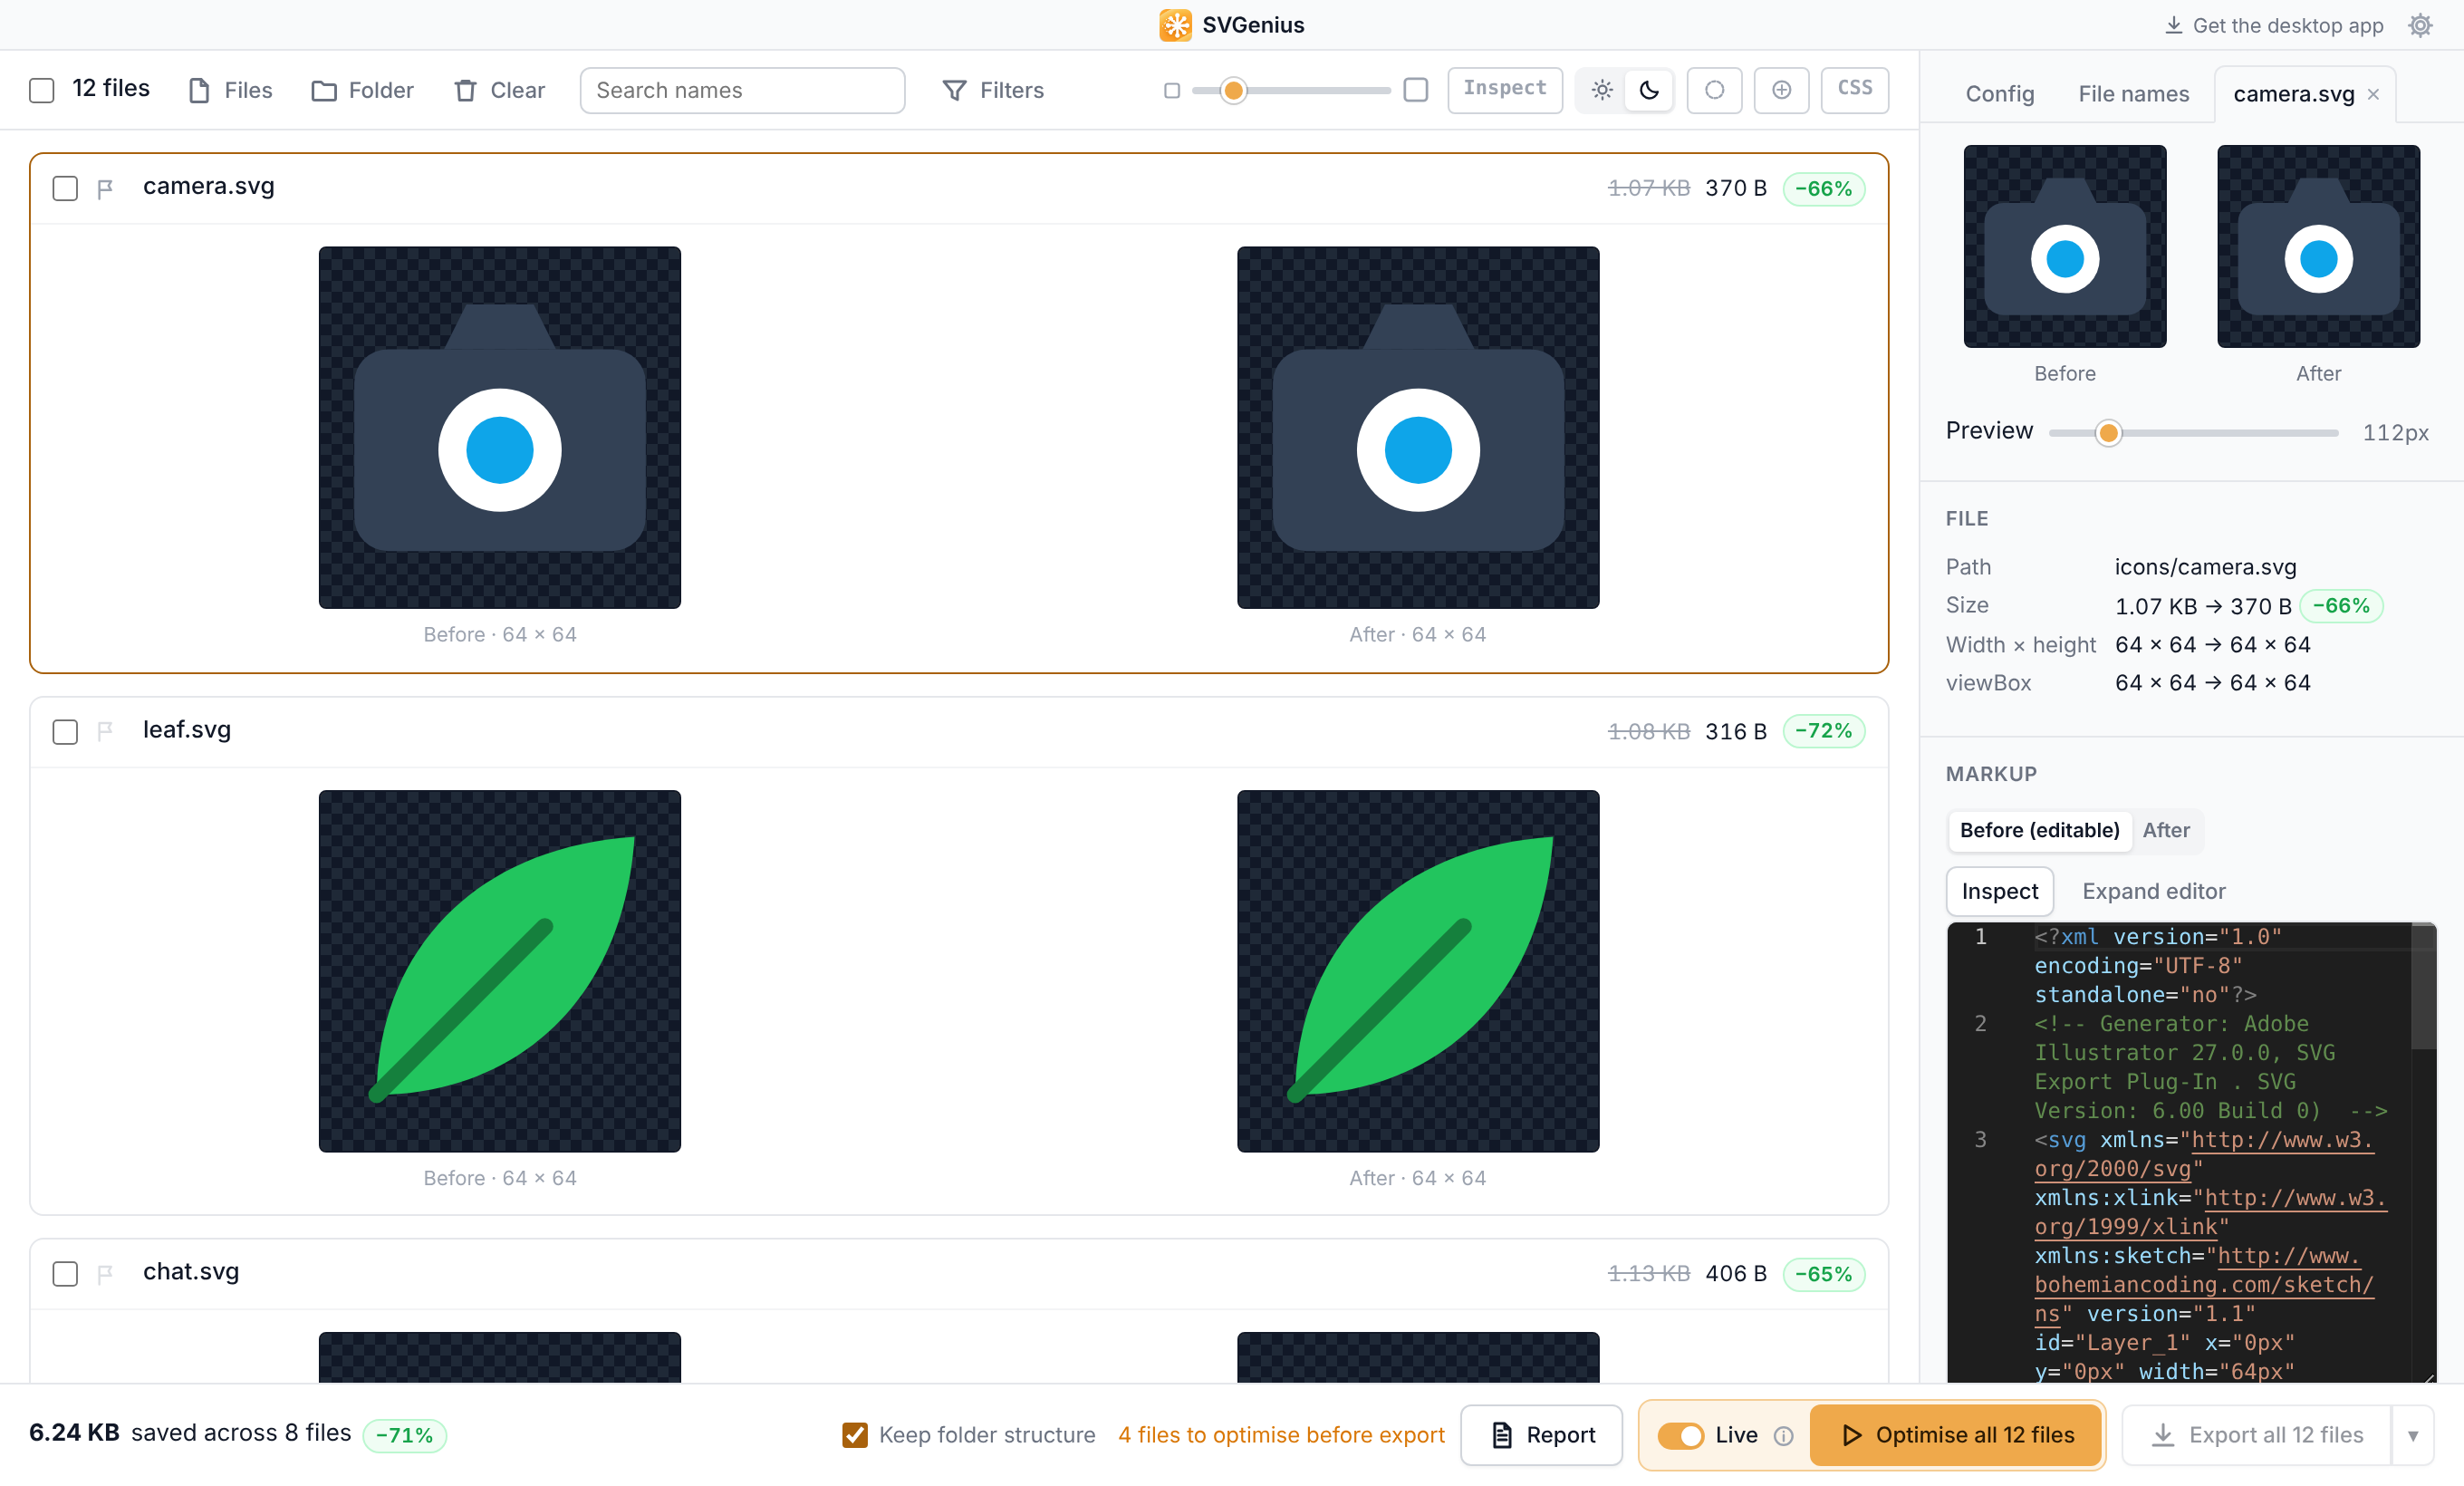 SVGenius
Get the desktop app
12 files
Files
Folder
Clear
Search names
Filters
Inspect
CSS
camera.svg
1.07 KB 370 B −66%
Before · 64 × 64
After · 64 × 64
leaf.svg
1.08 KB 316 B −72%
Before · 64 × 64
After · 64 × 64
chat.svg
1.13 KB 406 B −65%
Config
File names
camera.svg ×
Before
After
Preview
112px
FILE
Path icons/camera.svg
Size 1.07 KB → 370 B −66%
Width × height 64 × 64 → 64 × 64
viewBox 64 × 64 → 64 × 64
MARKUP
Before (editable)
After
Inspect
Expand editor
1 <?xml version="1.0"
encoding="UTF-8"
standalone="no"?>
2 <!-- Generator: Adobe
Illustrator 27.0.0, SVG
Export Plug-In . SVG
Version: 6.00 Build 0)  -->
3 <svg xmlns="http://www.w3.
org/2000/svg"
xmlns:xlink="http://www.w3.
org/1999/xlink"
xmlns:sketch="http://www.
bohemiancoding.com/sketch/
ns" version="1.1"
id="Layer_1" x="0px"
y="0px" width="64px"
6.24 KB saved across 8 files −71%
Keep folder structure
4 files to optimise before export
Report
Live
Optimise all 12 files
Export all 12 files